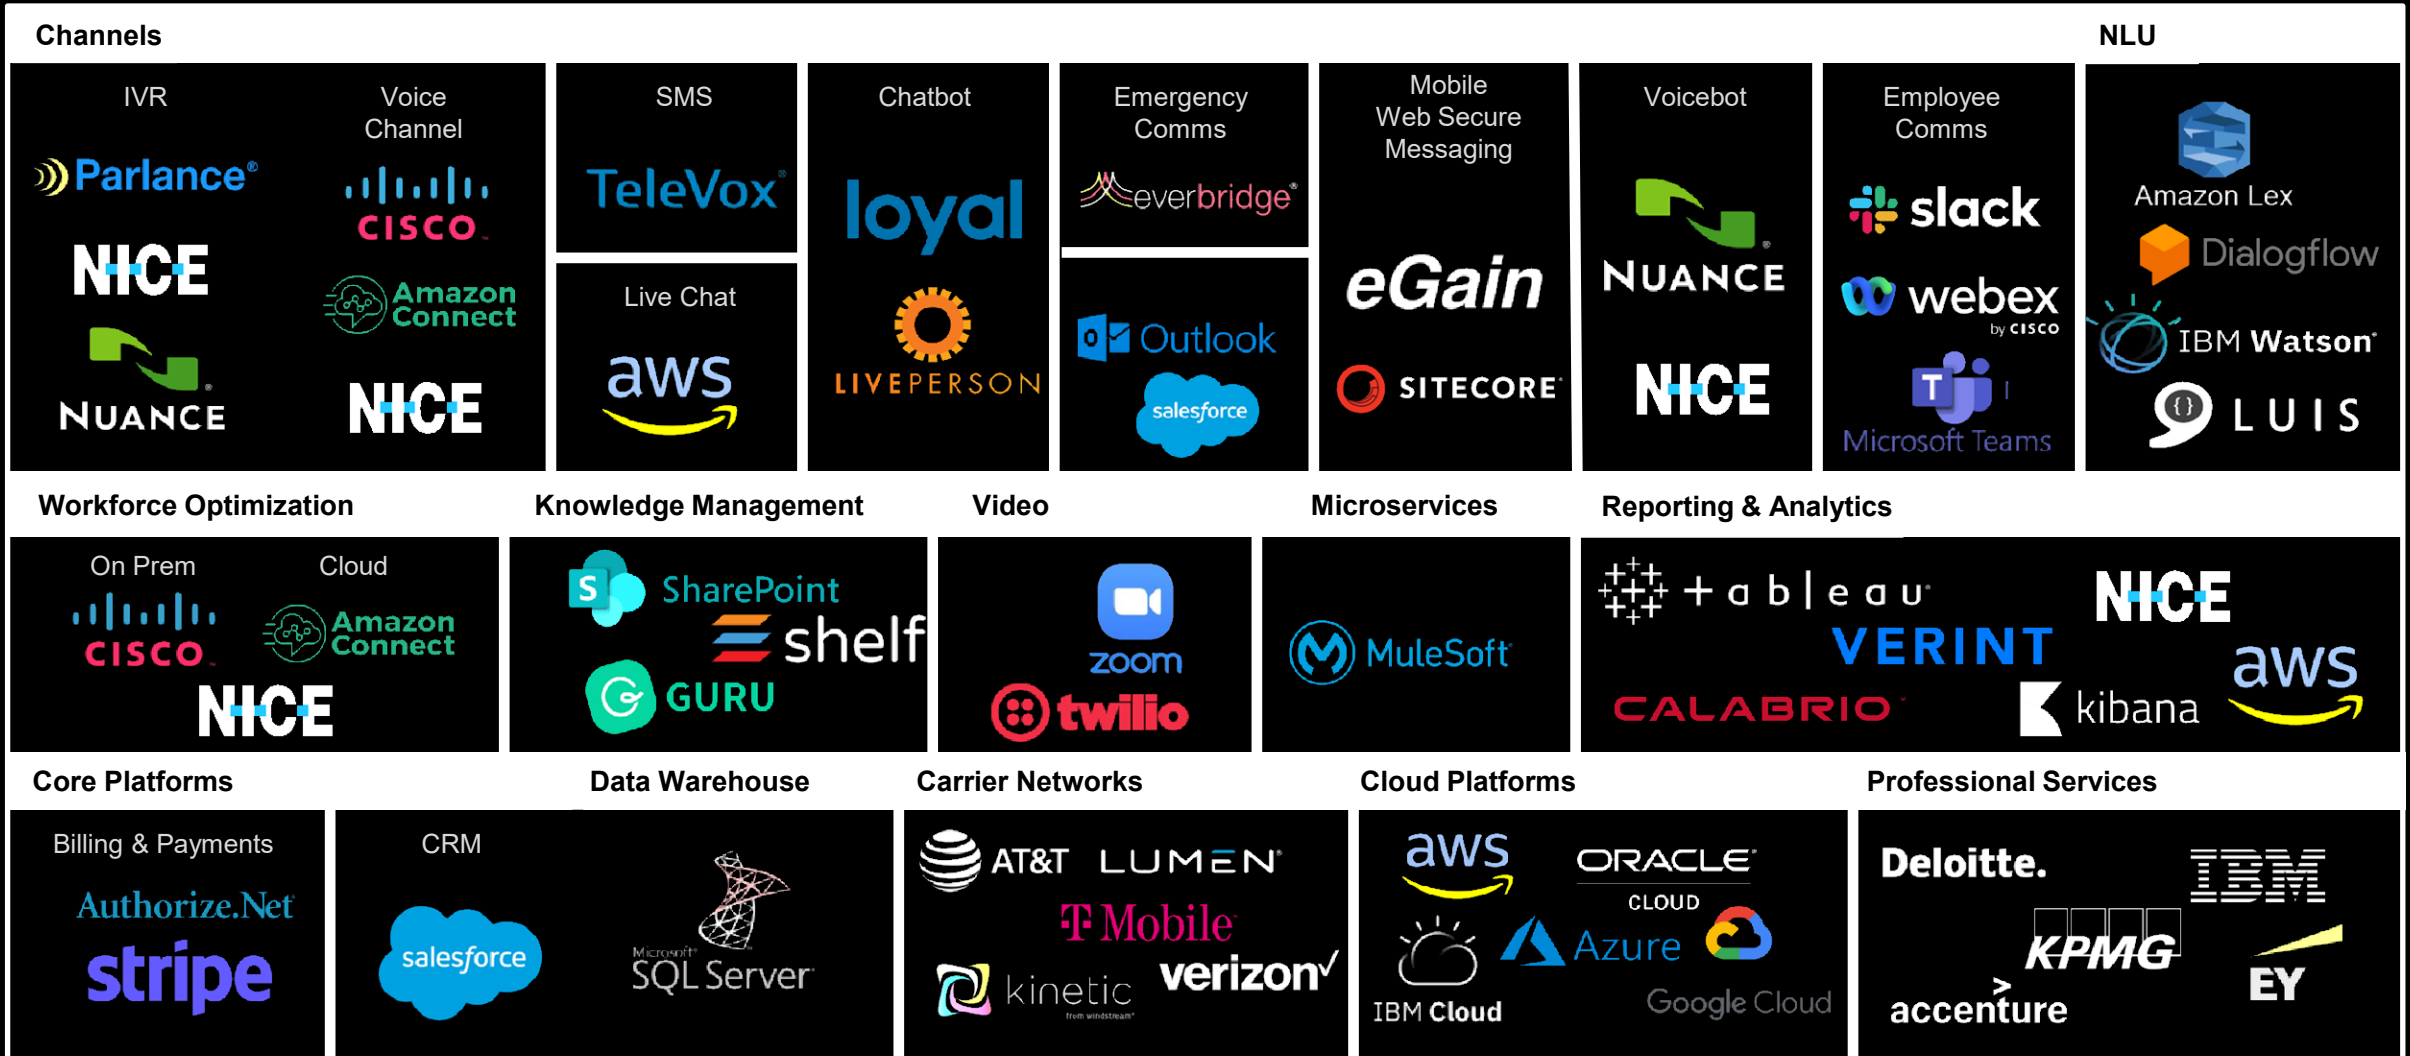 Channels
NLU
IVR
Parlance®
NICE
NUANCE
Voice
Channel
CISCO
Amazon
Connect
NICE
SMS
TeleVox®
Live Chat
aws
Chatbot
loyal
LIVEPERSON
Emergency
Comms
everbridge®
Outlook
salesforce
Mobile
Web Secure
Messaging
eGain
SITECORE
Voicebot
NUANCE
NICE
Employee
Comms
slack
webex
by CISCO
Microsoft Teams
Amazon Lex
Dialogflow
IBM Watson
LUIS
Workforce Optimization
On Prem
CISCO
Cloud
Amazon
Connect
NICE
Knowledge Management
SharePoint
shelf
GURU
Video
zoom
twilio
Microservices
MuleSoft
Reporting & Analytics
+ableau
NICE
VERINT
aws
CALABRIO
kibana
Core Platforms
Billing & Payments
Authorize.Net
stripe
CRM
salesforce
Data Warehouse
Microsoft®
SQL Server
Carrier Networks
AT&T
LUMEN®
T Mobile
kinetic
from windstream
verizon
Cloud Platforms
aws
ORACLE
CLOUD
IBM Cloud
Azure
Google Cloud
Professional Services
Deloitte.
IBM
KPMG
EY
accenture